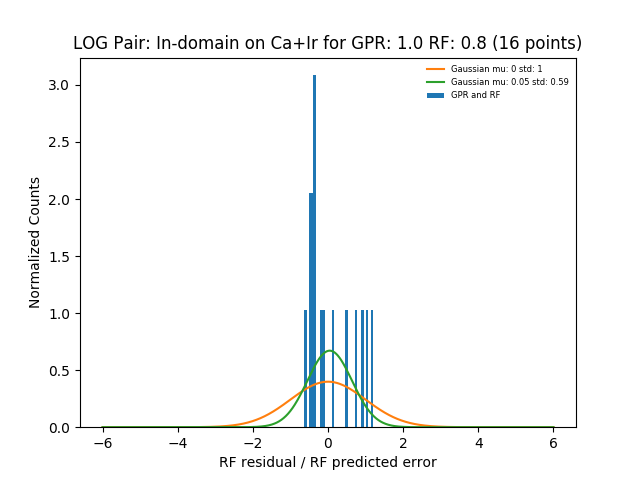 LOG Pair: In-domain on Ca+Ir for GPR: 1.0 RF: 0.8 (16 points)
Gaussian mu: 0 std: 1
Gaussian mu: 0.05 std: 0.59
GPR and RF
Normalized Counts
3.0
2.5
2.0
1.5
1.0
0.5
0.0
−6 −4 −2 0 2 4 6
RF residual / RF predicted error